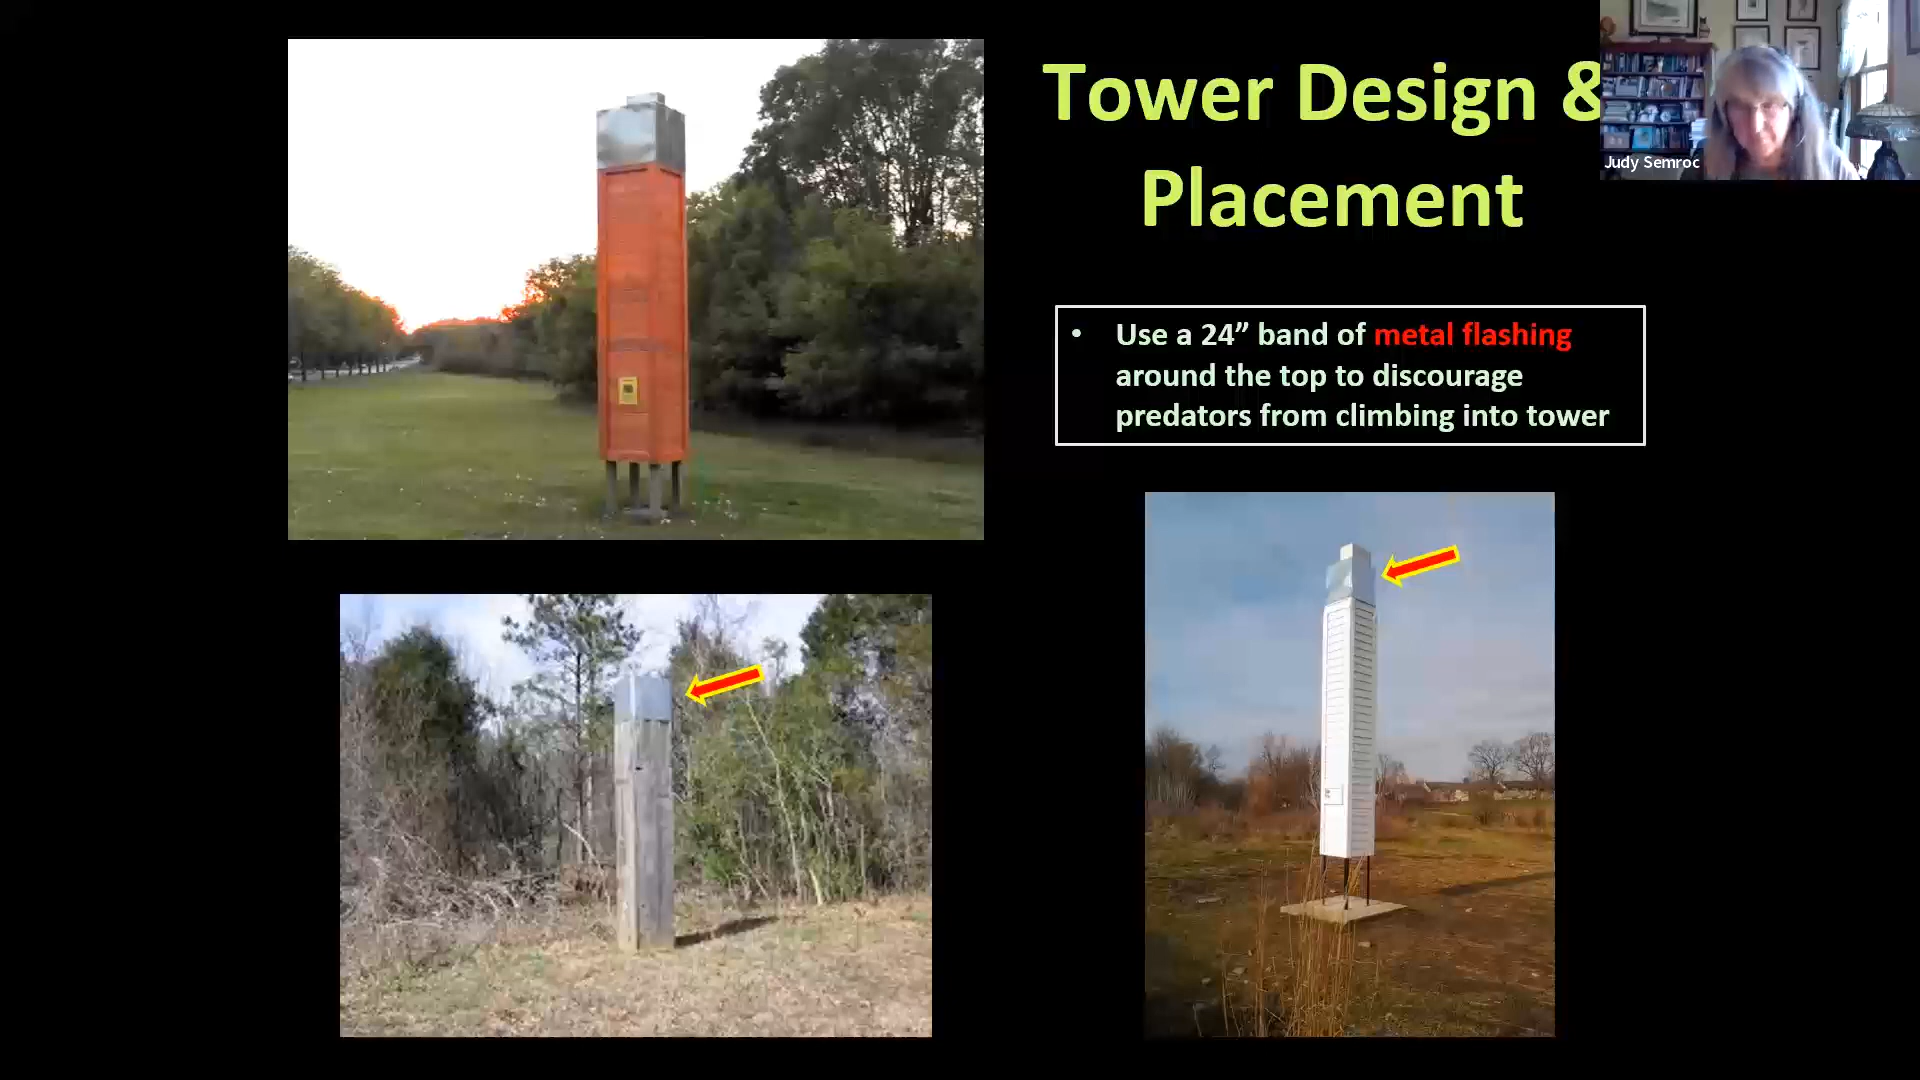 Tower Design &
Placement
Judy Semroc
• Use a 24” band of metal flashing
around the top to discourage
predators from climbing into tower